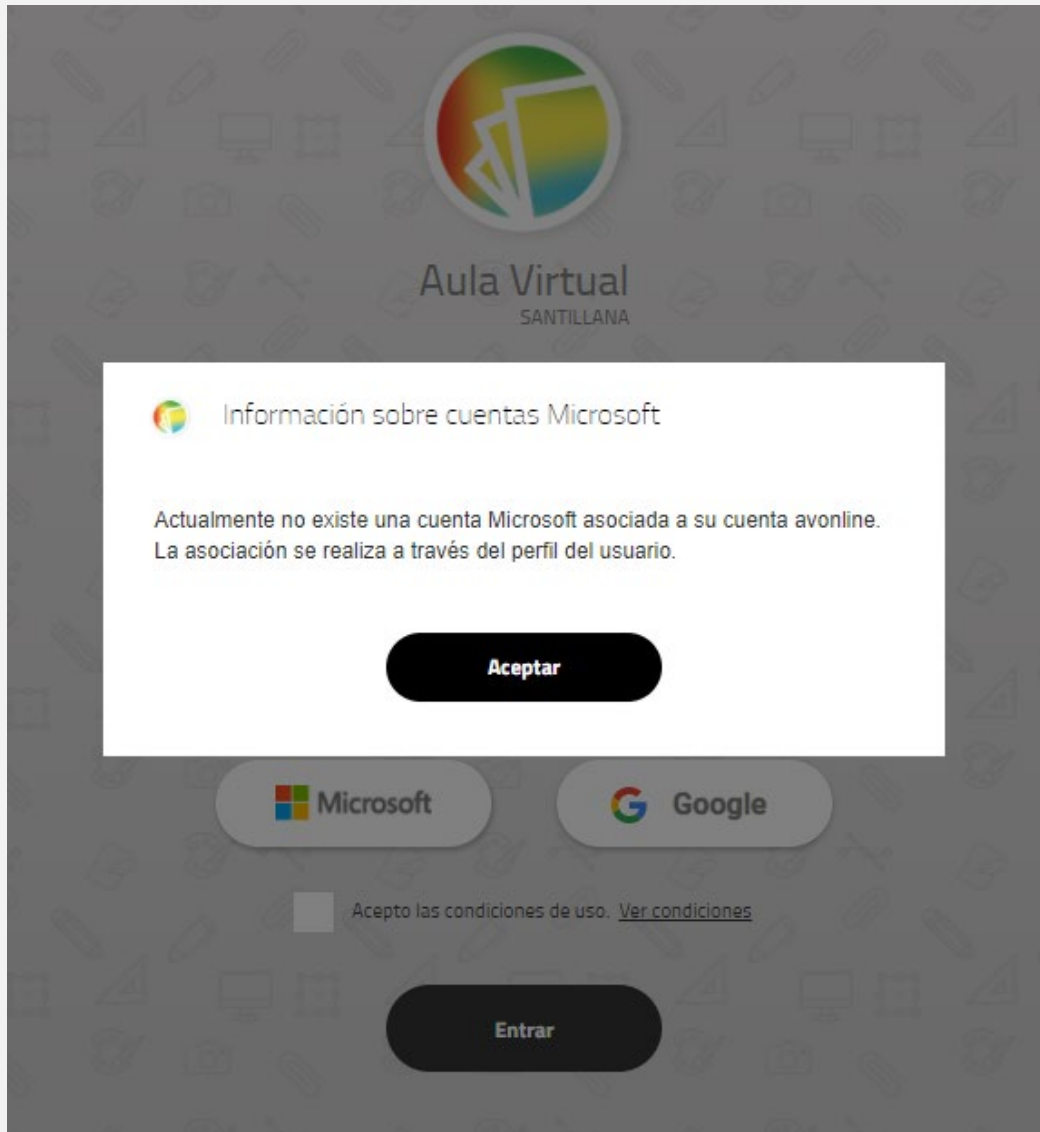 Aula Virtual
SANTILLANA
Información sobre cuentas Microsoft
Actualmente no existe una cuenta Microsoft asociada a su cuenta avonline.
La asociación se realiza a través del perfil del usuario.
Aceptar
Microsoft
Google
Acepto las condiciones de uso. Ver condiciones
Entrar